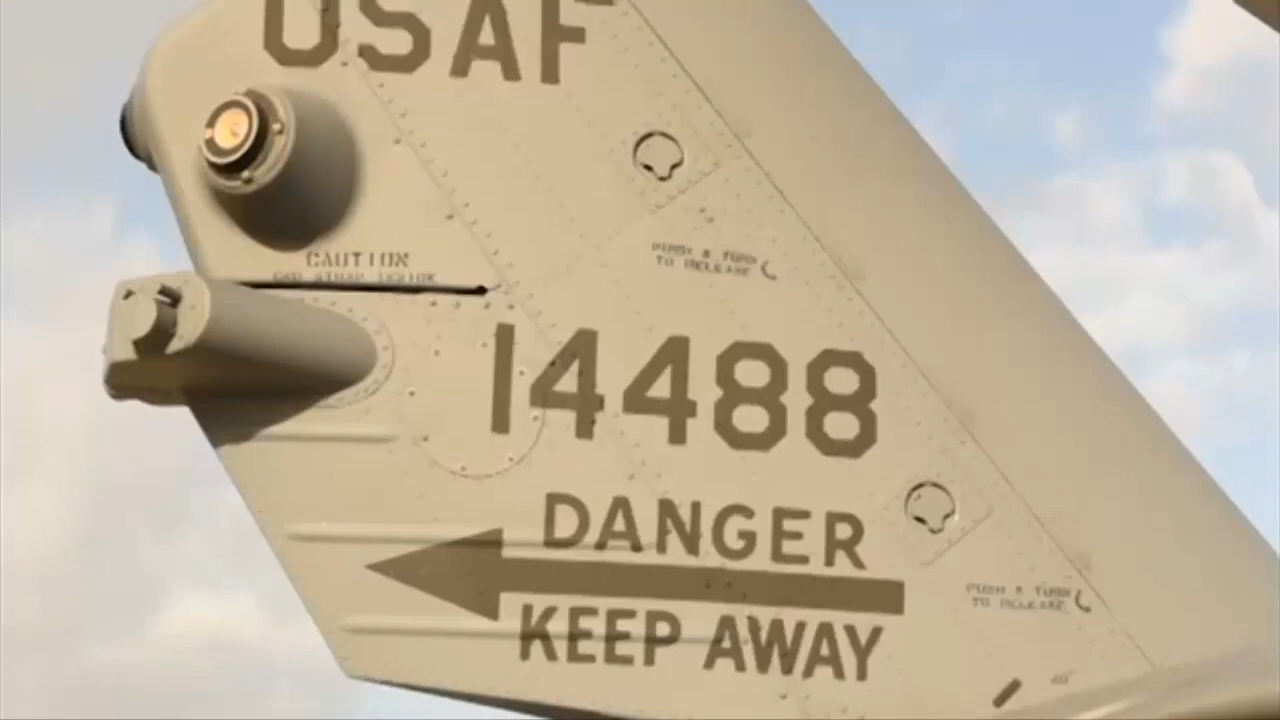 USAF
CAUTION
PUSH & TURN
TO RELEASE
14488
DANGER
KEEP AWAY
PUSH & TURN
TO RELEASE